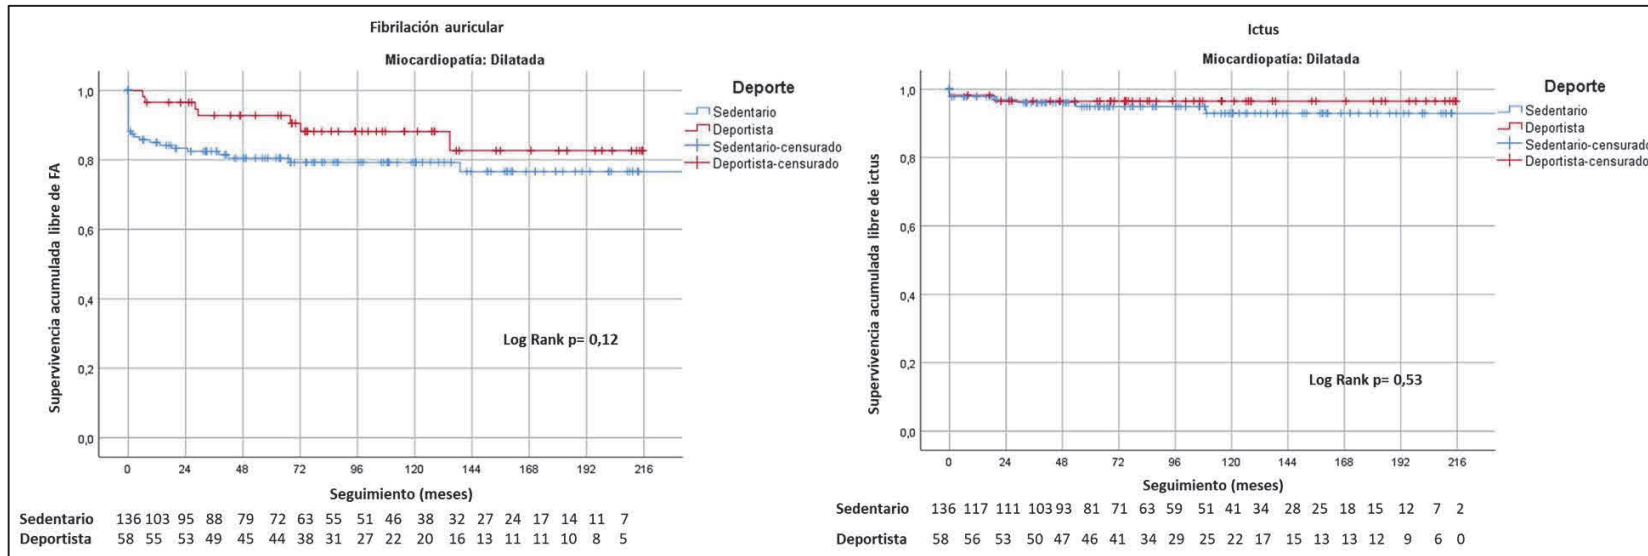 Fibrilación auricular
Miocardiopatía: Dilatada
Supervivencia acumulada libre de FA
1,0
0,8
0,6
0,4
0,2
0,0
Deporte
Sedentario
Deportista
Sedentario-censurado
Deportista-censurado
Log Rank p= 0,12
0 24 48 72 96 120 144 168 192 216
Seguimiento (meses)
Sedentario 136 103 95 88 79 72 63 55 51 46 38 32 27 24 17 14 11 7
Deportista 58 55 53 49 45 44 38 31 27 22 20 16 13 11 11 10 8 5
Ictus
Miocardiopatía: Dilatada
Supervivencia acumulada libre de ictus
1,0
0,8
0,6
0,4
0,2
0,0
Deporte
Sedentario
Deportista
Sedentario-censurado
Deportista-censurado
Log Rank p= 0,53
0 24 48 72 96 120 144 168 192 216
Seguimiento (meses)
Sedentario 136 117 111 103 93 81 71 63 59 51 41 34 28 25 18 15 12 7 2
Deportista 58 56 53 50 47 46 41 34 29 25 22 17 15 13 13 12 9 6 0